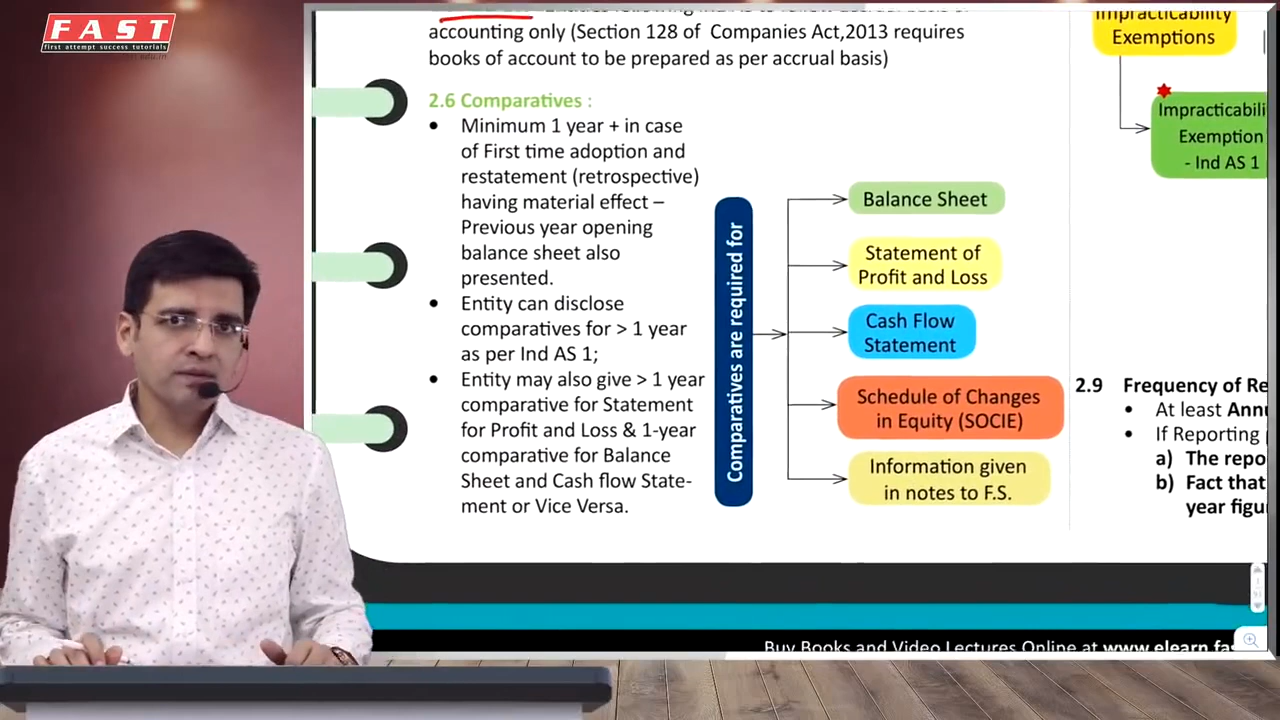 FAST
first attempt success tutorials
accounting only (Section 128 of Companies Act,2013 requires
books of account to be prepared as per accrual basis)
2.6 Comparatives :
• Minimum 1 year + in case
of First time adoption and
restatement (retrospective)
having material effect –
Previous year opening
balance sheet also
presented.
• Entity can disclose
comparatives for > 1 year
as per Ind AS 1;
• Entity may also give > 1 year
comparative for Statement
for Profit and Loss & 1-year
comparative for Balance
Sheet and Cash flow State-
ment or Vice Versa.
Comparatives are required for
Balance Sheet
Statement of
Profit and Loss
Cash Flow
Statement
Schedule of Changes
in Equity (SOCIE)
Information given
in notes to F.S.
Impracticability
Exemptions
Impracticabili
Exemption
- Ind AS 1
2.9 Frequency of Re
• At least Annu
• If Reporting
a) The repo
b) Fact that
year figu
Buy Books and Video Lectures Online at www.elearn.fas